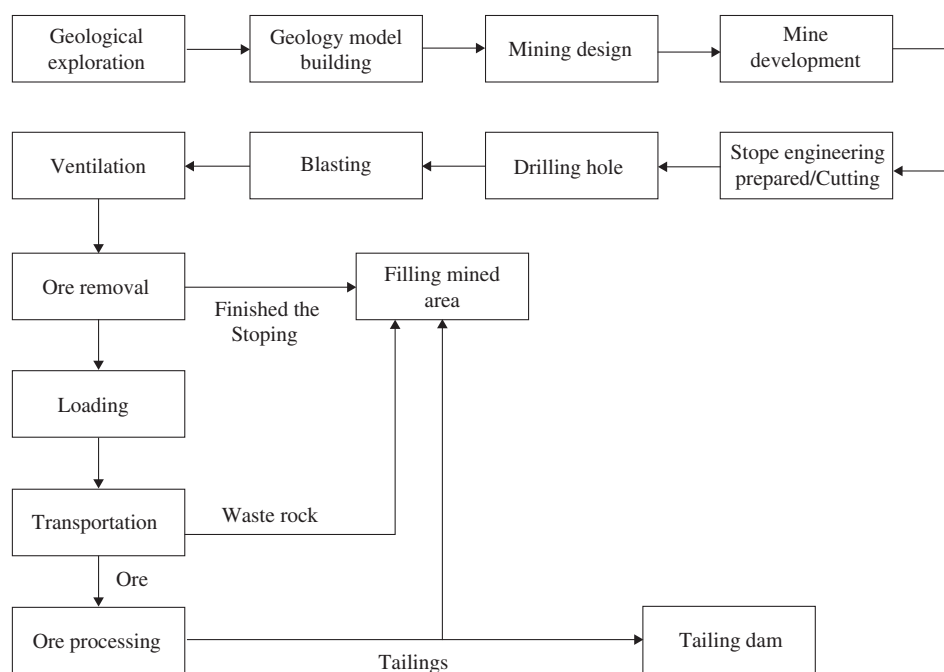 Geological
exploration
Geology model
building
Mining design
Mine
development
Ventilation
Blasting
Drilling hole
Stope engineering
prepared/Cutting
Ore removal
Finished the
Stoping
Filling mined
area
Loading
Transportation
Waste rock
Ore
Ore processing
Tailings
Tailing dam